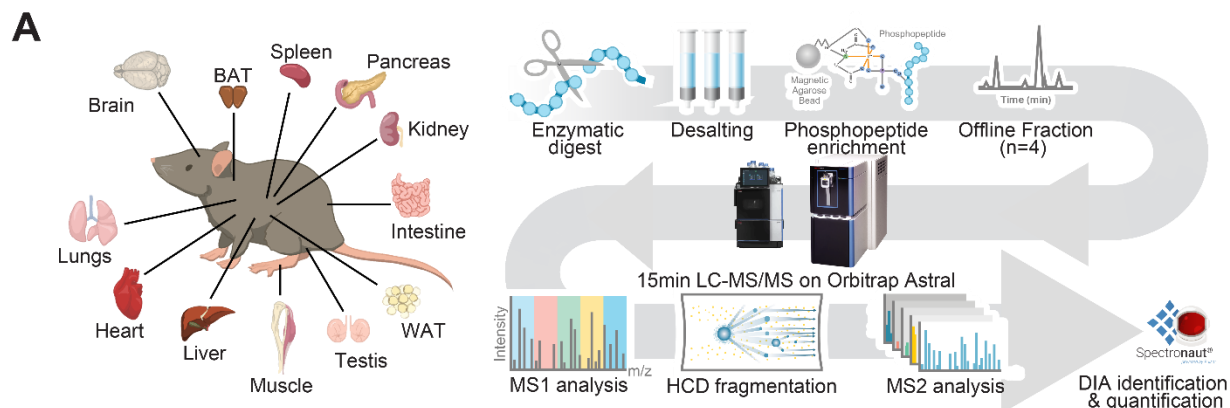 A
Brain
BAT
Spleen
Pancreas
Kidney
Intestine
WAT
Testis
Muscle
Liver
Heart
Lungs
Enzymatic
digest
Desalting
Magnetic
Agarose
Bead
Phosphopeptide
Phosphopeptide
enrichment
Time (min)
Offline Fraction
(n=4)
15min LC-MS/MS on Orbitrap Astral
Intensity
m/z
MS1 analysis
HCD fragmentation
MS2 analysis
Spectronaut
DIA identification
& quantification